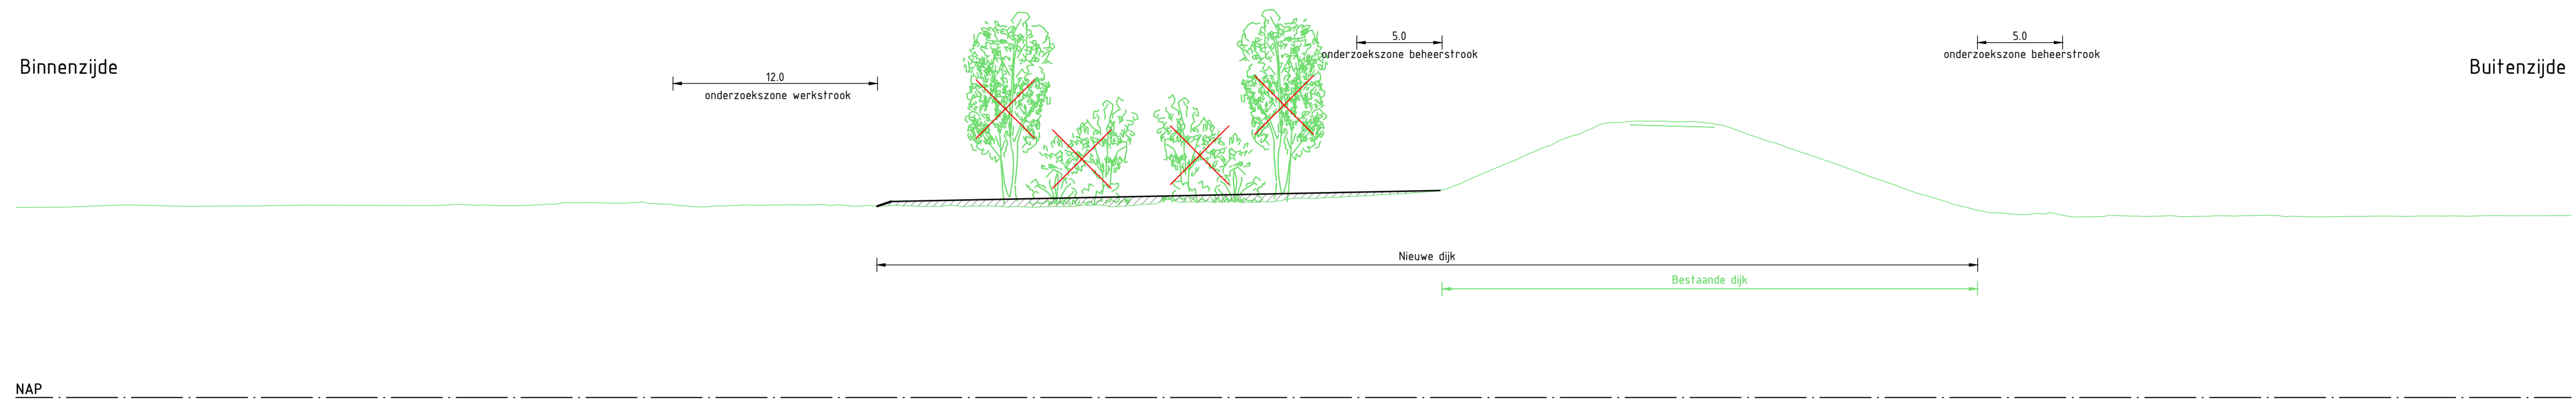 5.0
5.0
onderzoekszone beheerstrook
onderzoekszone beheerstrook
Binnenzijde
Buitenzijde
12.0
onderzoekszone werkstrook
Nieuwe dijk
Bestaande dijk
NAP